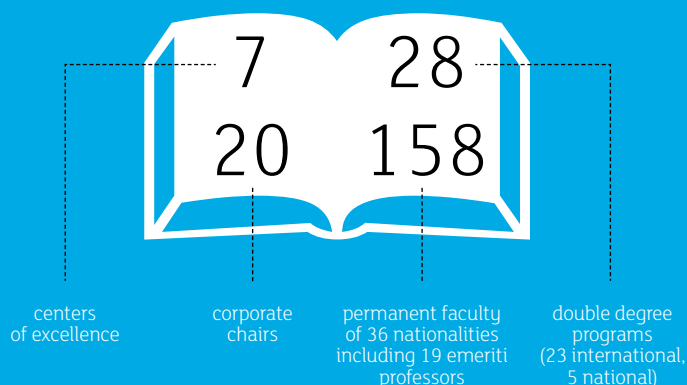 7
28
20
158
centers
of excellence
corporate
chairs
permanent faculty
of 36 nationalities
including 19 emeriti
professors
double degree
programs
(23 international,
5 national)